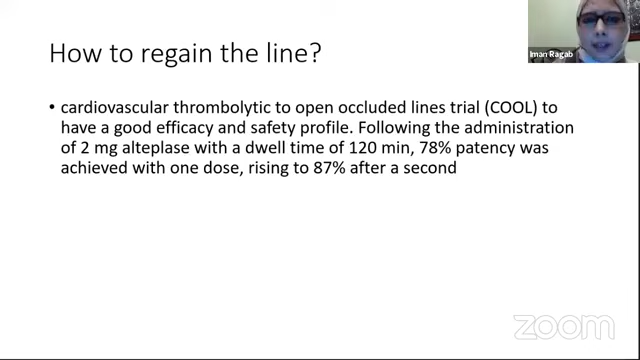 Iman Ragab
How to regain the line?
• cardiovascular thrombolytic to open occluded lines trial (COOL) to
have a good efficacy and safety profile. Following the administration
of 2 mg alteplase with a dwell time of 120 min, 78% patency was
achieved with one dose, rising to 87% after a second
zoom